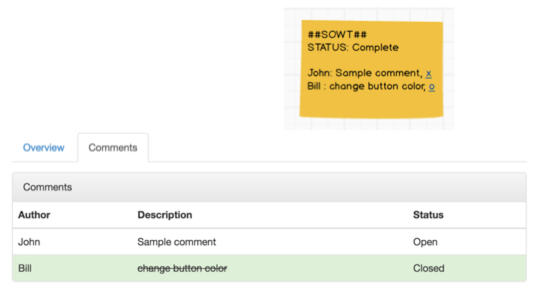 ##SOWT##
STATUS: Complete
John: Sample comment, x
Bill : change button color, o
Overview Comments
Comments
Author Description Status
John Sample comment Open
Bill change button color Closed